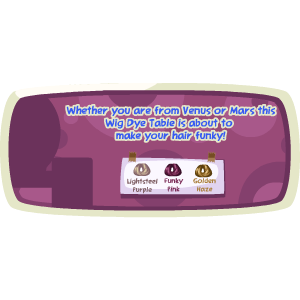 Whether you are from Venus or Mars this
Wig Dye Table is about to
make your hair funky!
Lightsteel Funky Golden
Purple Pink Haze